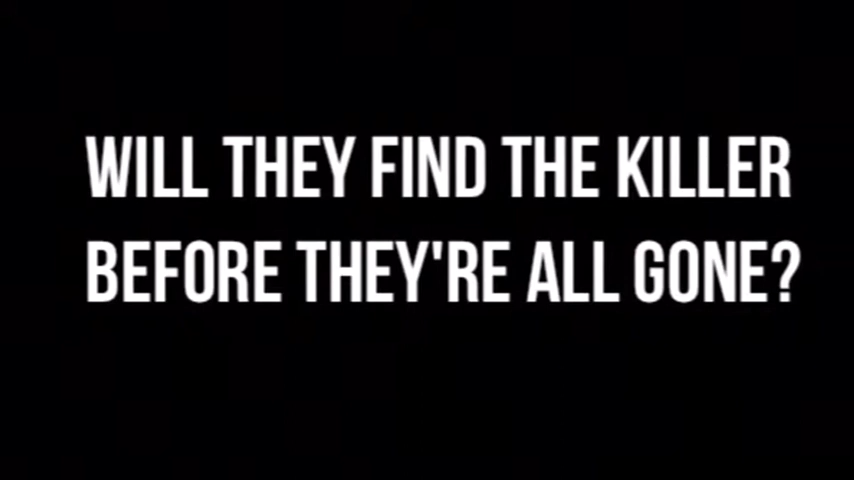 WILL THEY FIND THE KILLER
BEFORE THEY'RE ALL GONE?